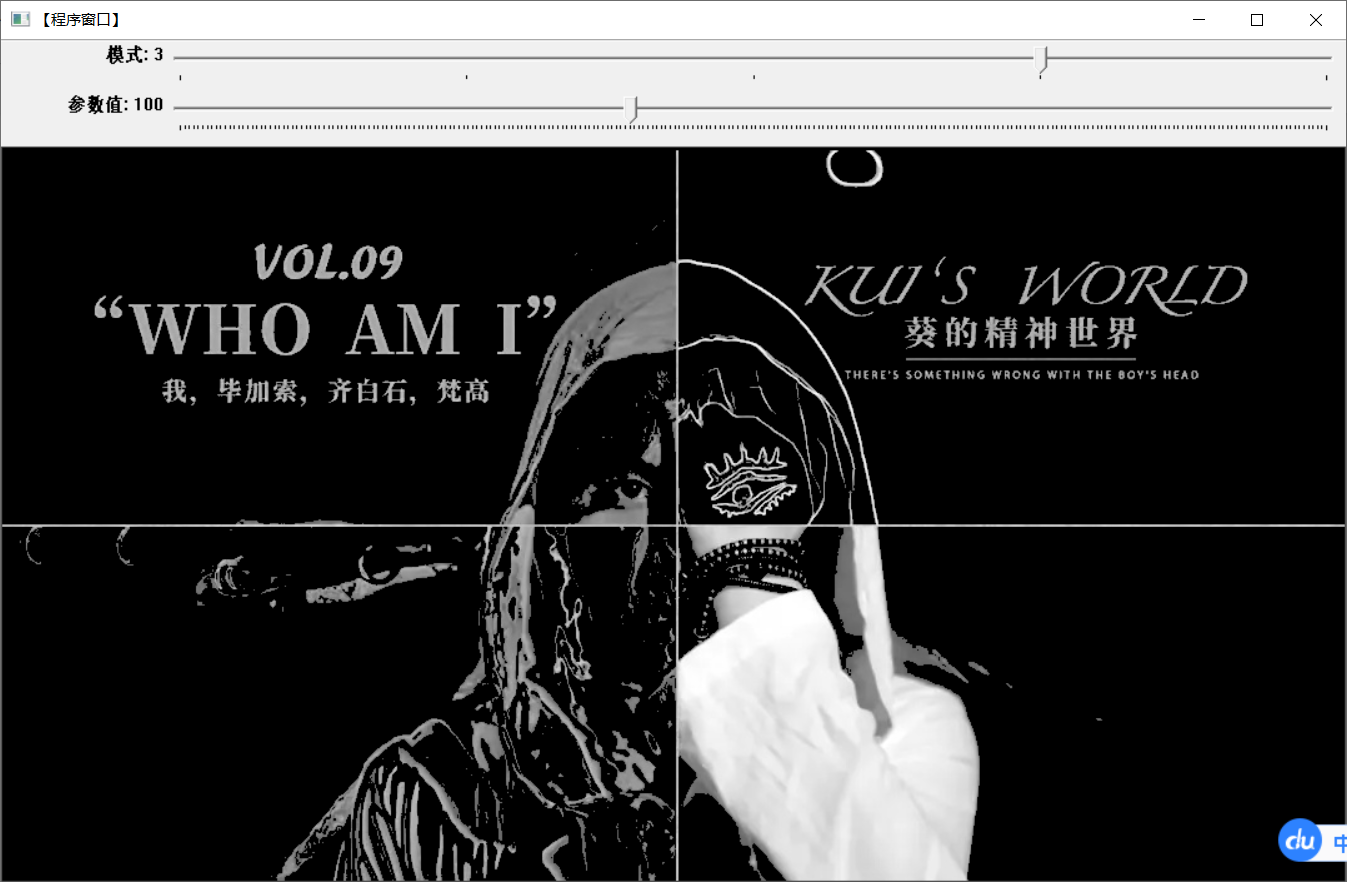 【程序窗口】
模式: 3
参数值: 100
VOL.09
“WHO AM I”
我，毕加索，齐白石，梵高
KUI'S WORLD
葵的精神世界
THERE'S SOMETHING WRONG WITH THE BOY'S HEAD
du 中